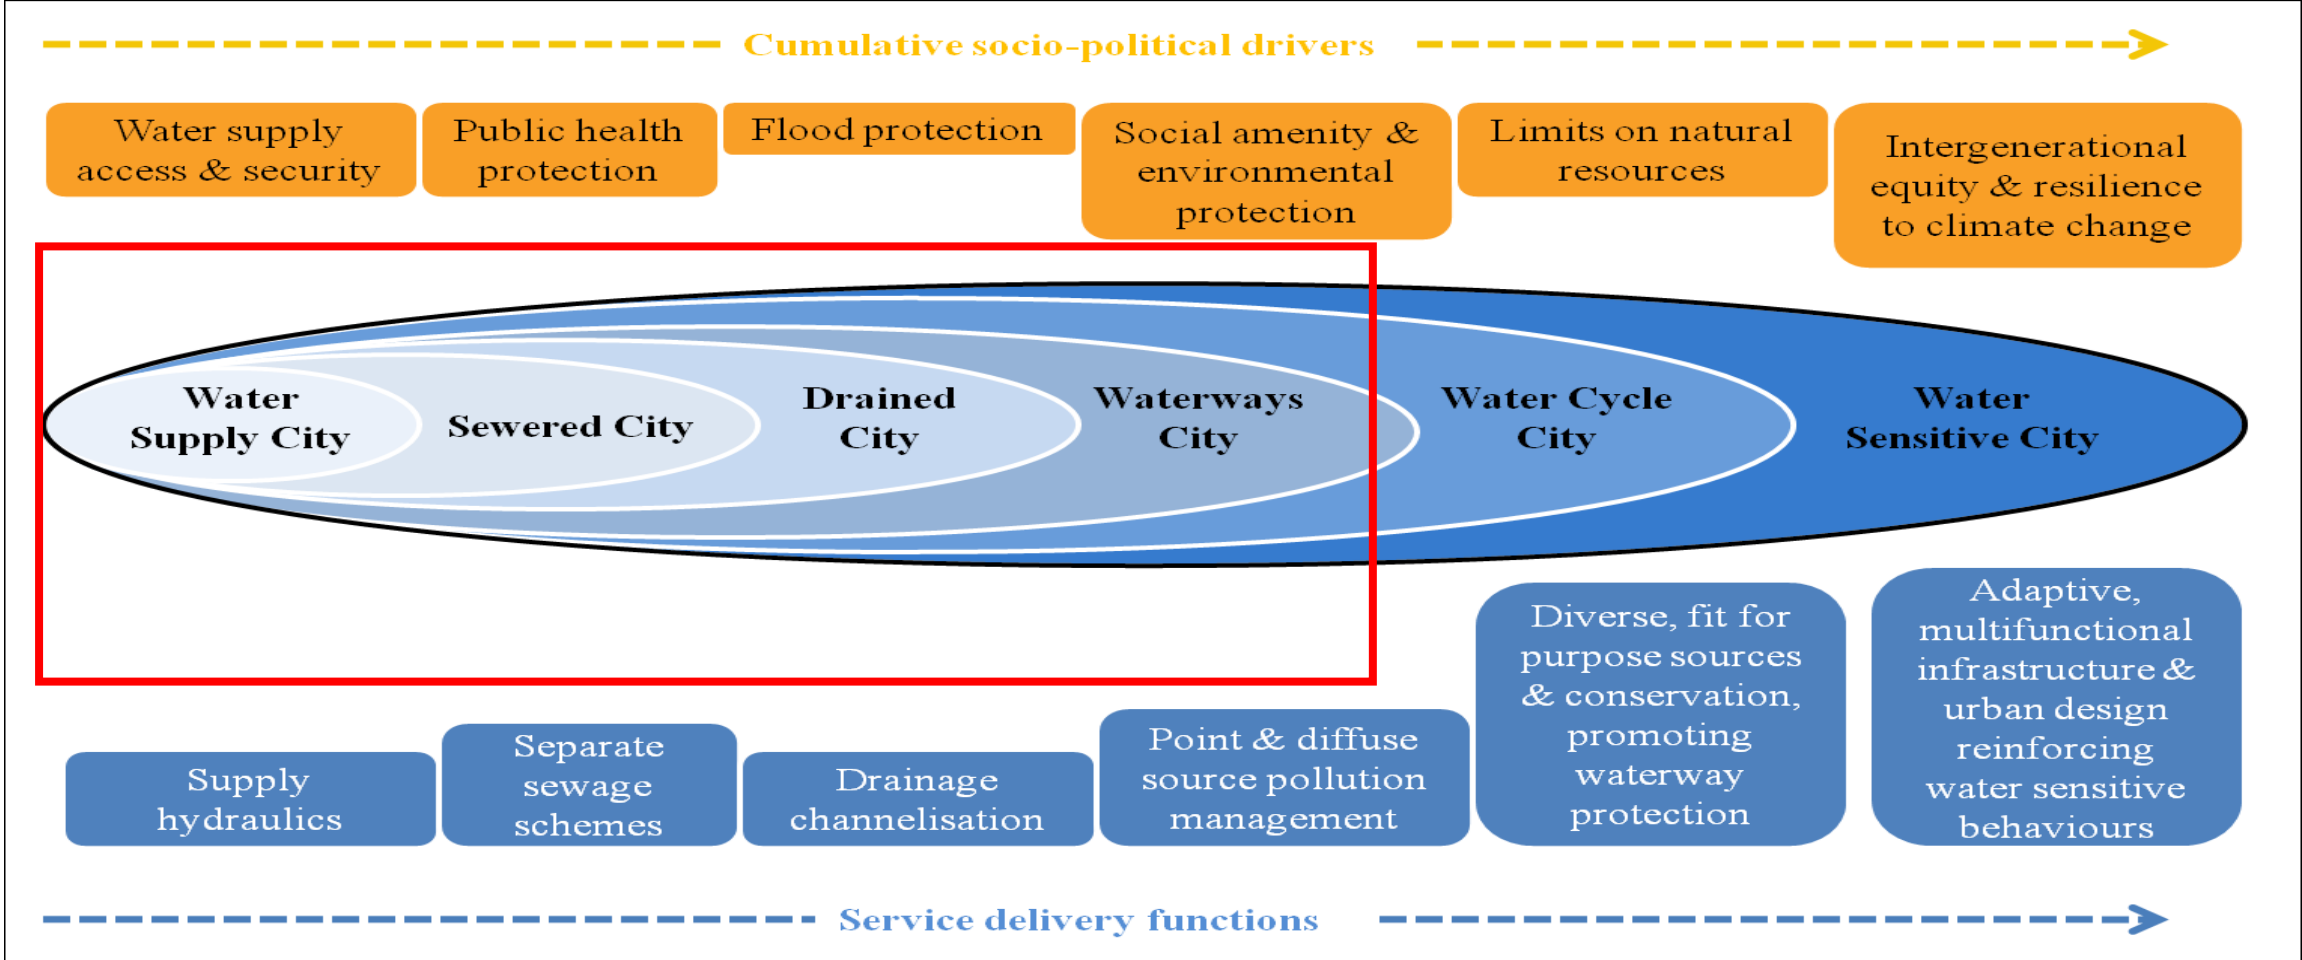 Cumulative socio-political drivers
Water supply
access & security
Public health
protection
Flood protection
Social amenity &
environmental
protection
Limits on natural
resources
Intergenerational
equity & resilience
to climate change
Water
Supply City
Sewered City
Drained
City
Waterways
City
Water Cycle
City
Water
Sensitive City
Supply
hydraulics
Separate
sewage
schemes
Drainage
channelisation
Point & diffuse
source pollution
management
Diverse, fit for
purpose sources
& conservation,
promoting
waterway
protection
Adaptive,
multifunctional
infrastructure &
urban design
reinforcing
water sensitive
behaviours
Service delivery functions